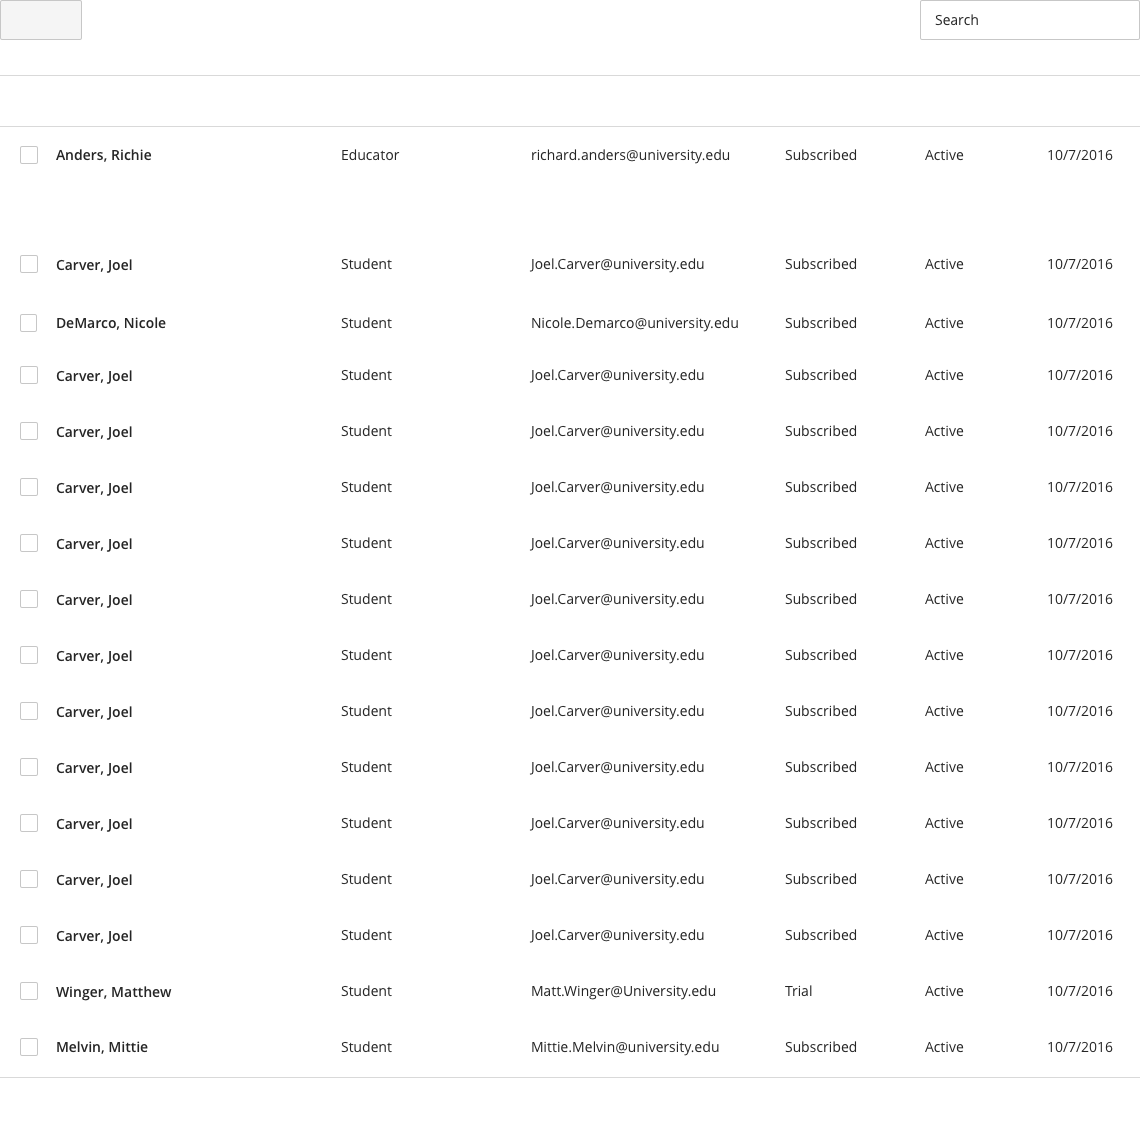 Search
Anders, Richie Educator richard.anders@university.edu Subscribed Active 10/7/2016
Carver, Joel Student Joel.Carver@university.edu Subscribed Active 10/7/2016
DeMarco, Nicole Student Nicole.Demarco@university.edu Subscribed Active 10/7/2016
Carver, Joel Student Joel.Carver@university.edu Subscribed Active 10/7/2016
Carver, Joel Student Joel.Carver@university.edu Subscribed Active 10/7/2016
Carver, Joel Student Joel.Carver@university.edu Subscribed Active 10/7/2016
Carver, Joel Student Joel.Carver@university.edu Subscribed Active 10/7/2016
Carver, Joel Student Joel.Carver@university.edu Subscribed Active 10/7/2016
Carver, Joel Student Joel.Carver@university.edu Subscribed Active 10/7/2016
Carver, Joel Student Joel.Carver@university.edu Subscribed Active 10/7/2016
Carver, Joel Student Joel.Carver@university.edu Subscribed Active 10/7/2016
Carver, Joel Student Joel.Carver@university.edu Subscribed Active 10/7/2016
Carver, Joel Student Joel.Carver@university.edu Subscribed Active 10/7/2016
Carver, Joel Student Joel.Carver@university.edu Subscribed Active 10/7/2016
Winger, Matthew Student Matt.Winger@University.edu Trial Active 10/7/2016
Melvin, Mittie Student Mittie.Melvin@university.edu Subscribed Active 10/7/2016